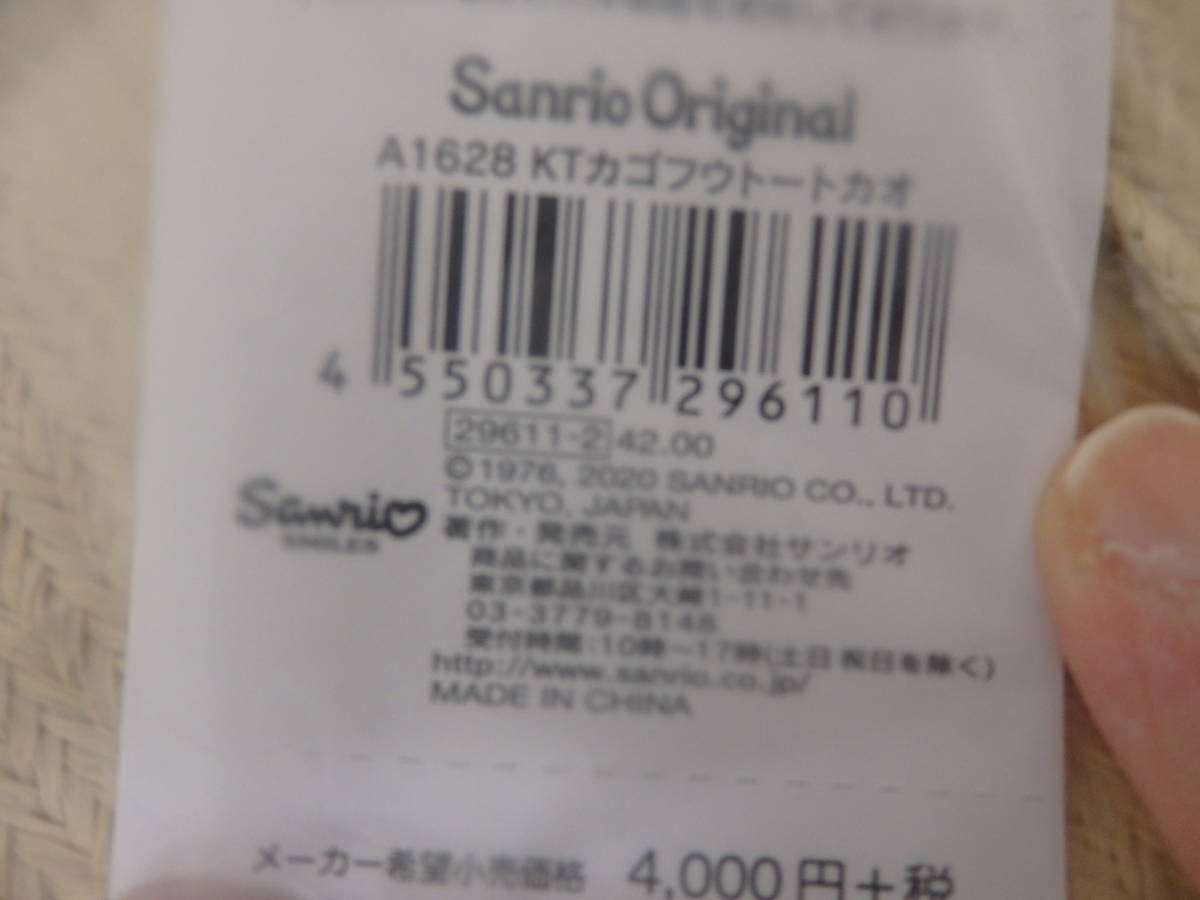 Sanrio Original
A1628 KTカゴフウトートカオ
4 550337 296110
29611-2 42.00
©1976, 2020 SANRIO CO., LTD.
TOKYO, JAPAN
Sanrio
SMILES
著作・発売元 株式会社サンリオ
商品に関するお問い合わせ先
東京都品川区大崎1-11-1
03-3779-8148
受付時間:10時一17時(土日祝日を除く)
http://www.sanrio.co.jp/
MADE IN CHINA
メーカー希望小売価格 4,000円+税